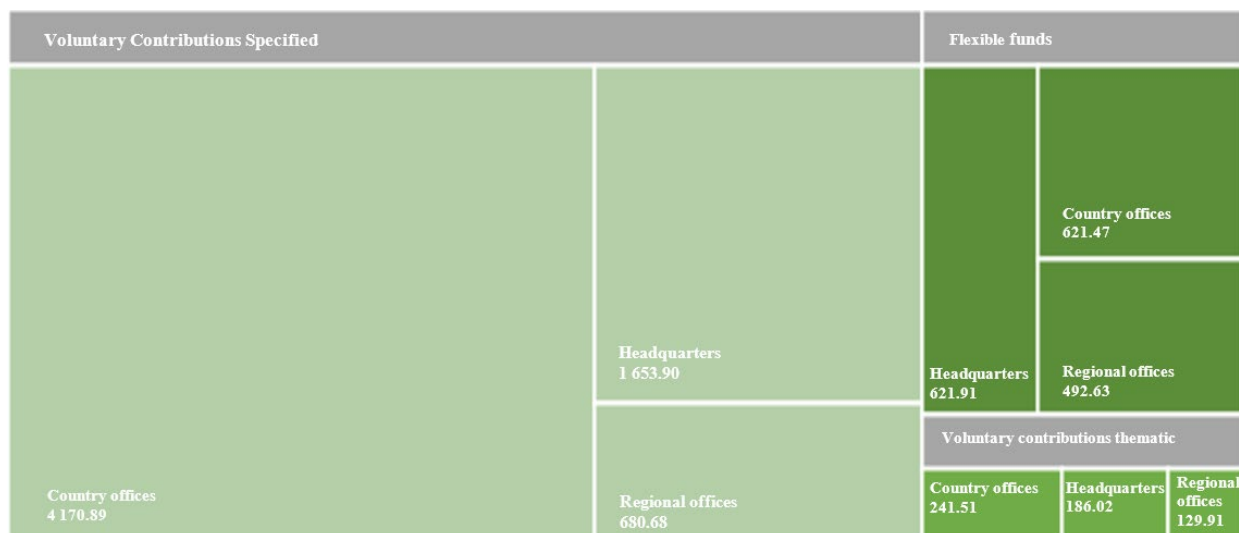 Voluntary Contributions Specified
Country offices
4 170.89
Headquarters
1 653.90
Regional offices
680.68
Flexible funds
Headquarters
621.91
Country offices
621.47
Regional offices
492.63
Voluntary contributions thematic
Country offices
241.51
Headquarters
186.02
Regional
offices
129.91